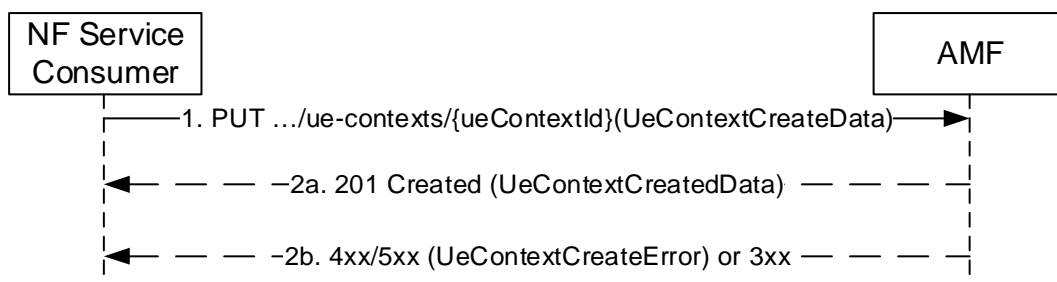 NF Service
Consumer
AMF
1. PUT …/ue-contexts/{ueContextId}(UeContextCreateData)
2a. 201 Created (UeContextCreatedData)
2b. 4xx/5xx (UeContextCreateError) or 3xx